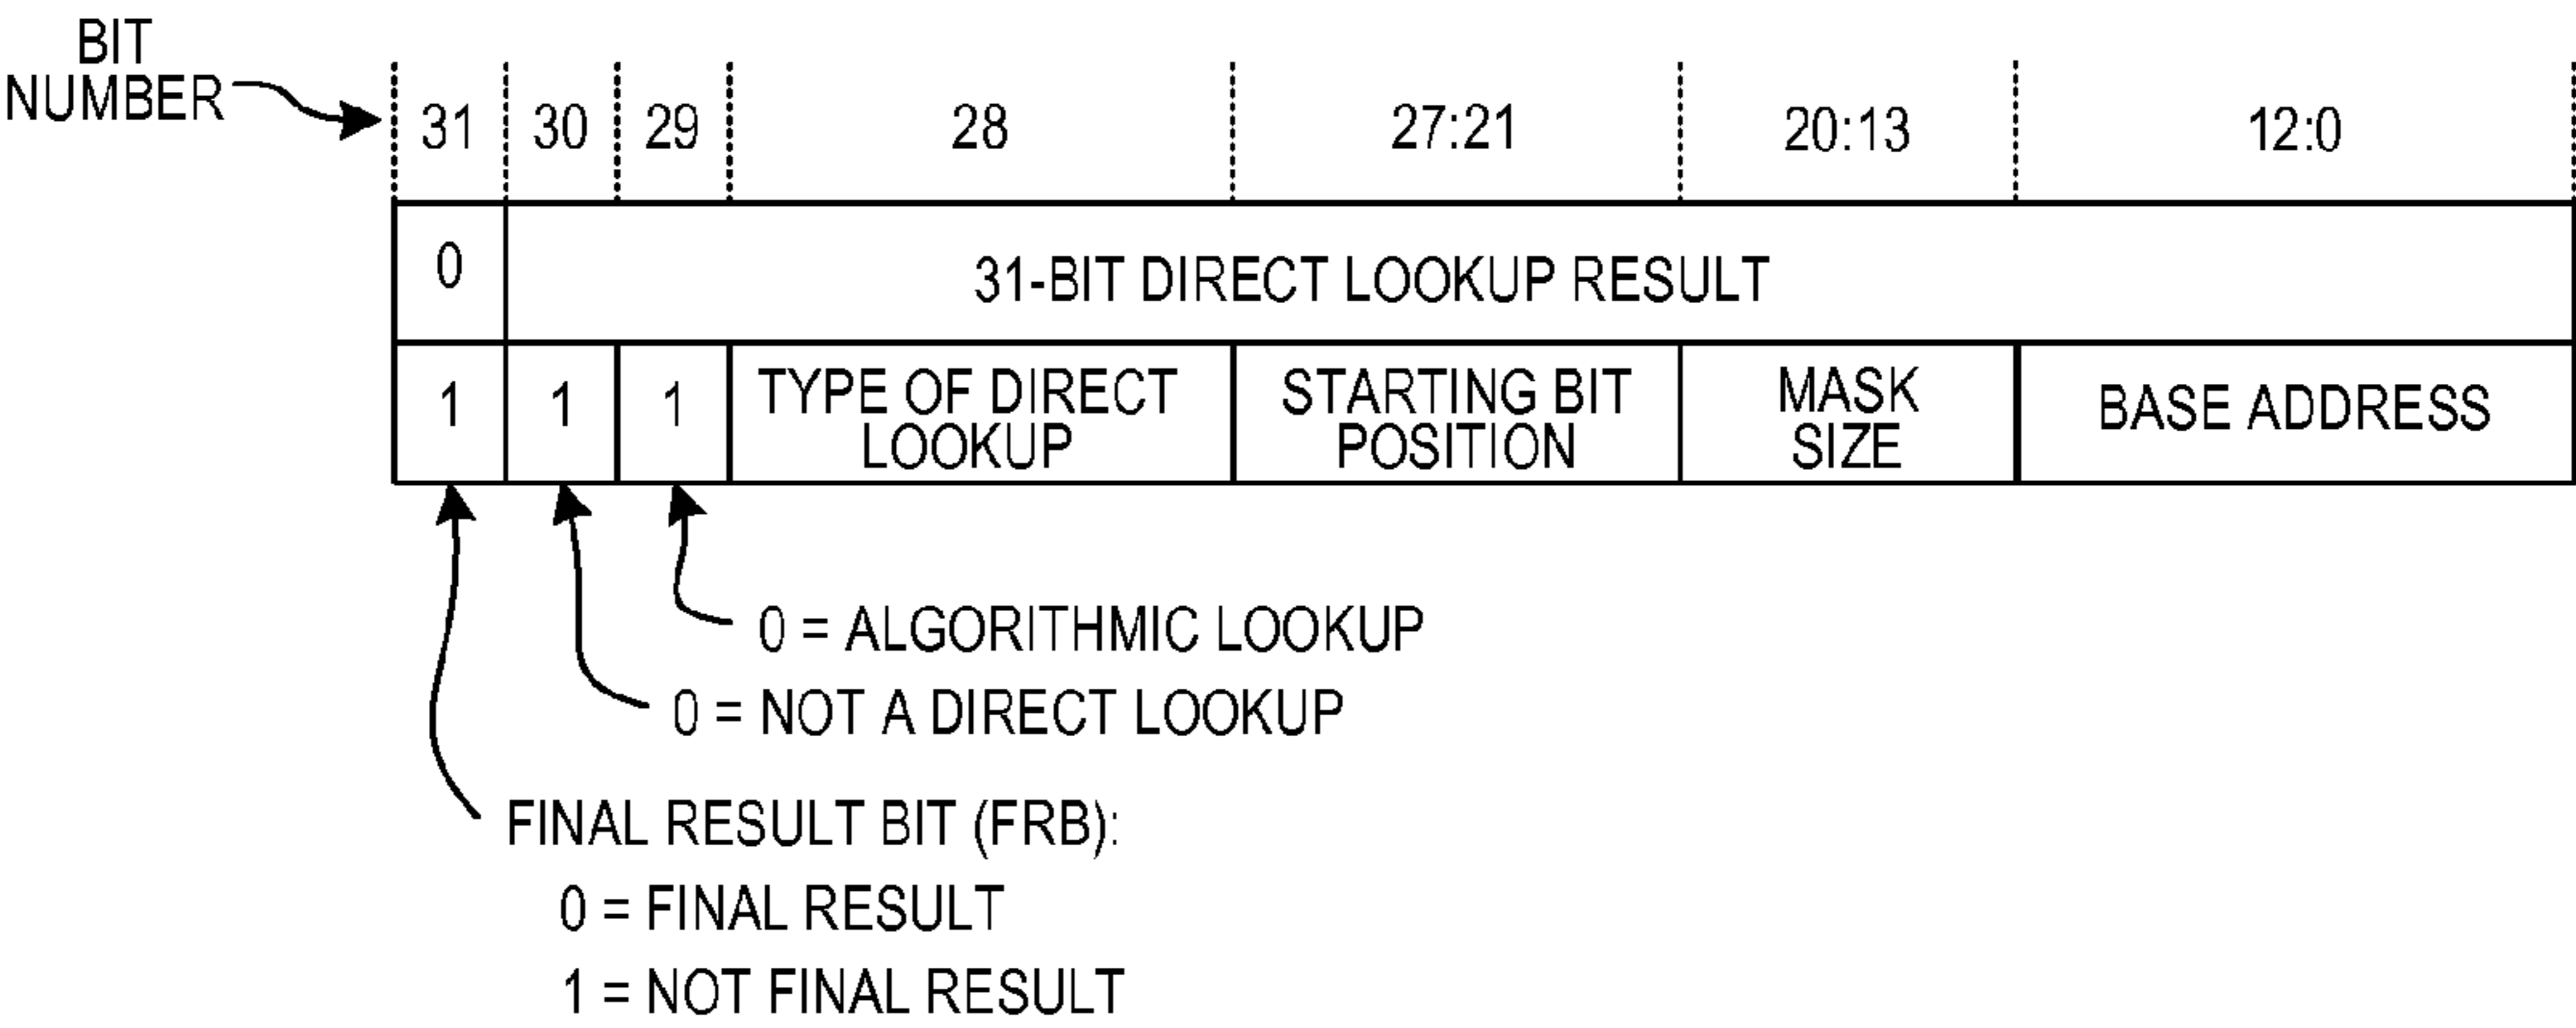 BIT
NUMBER
31 30 29 28 27:21 20:13 12:0
0 31-BIT DIRECT LOOKUP RESULT
1 1 1 TYPE OF DIRECT LOOKUP STARTING BIT POSITION MASK SIZE BASE ADDRESS
0 = ALGORITHMIC LOOKUP
0 = NOT A DIRECT LOOKUP
FINAL RESULT BIT (FRB):
0 = FINAL RESULT
1 = NOT FINAL RESULT